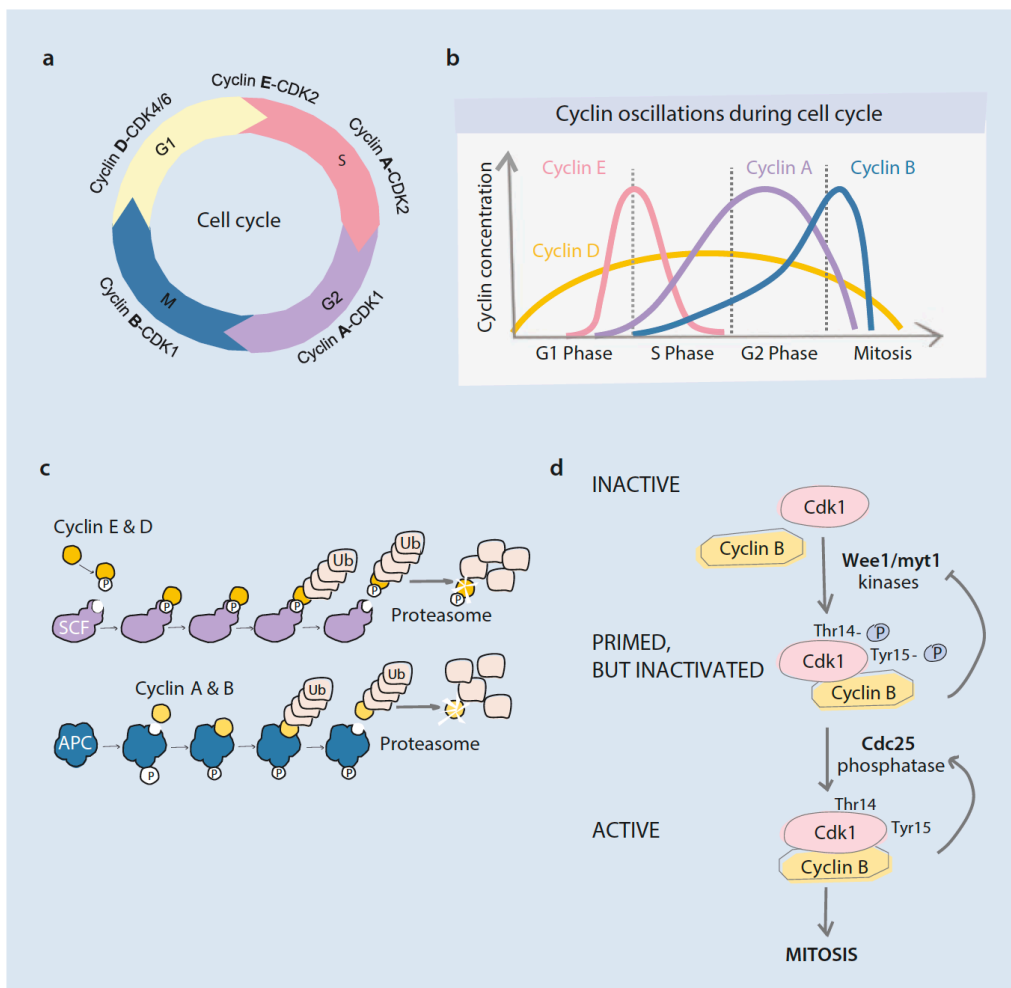 a
Cyclin E-CDK2
Cyclin D-CDK4/6
Cyclin A-CDK2
G1
S
Cell cycle
M
G2
Cyclin B-CDK1
Cyclin A-CDK1
b
Cyclin oscillations during cell cycle
Cyclin concentration
Cyclin E
Cyclin A
Cyclin B
Cyclin D
G1 Phase
S Phase
G2 Phase
Mitosis
c
Cyclin E & D
P
SCF
P
P
P
Ub
P
Ub
P
Proteasome
Cyclin A & B
APC
P
P
P
Ub
P
Ub
Proteasome
d
INACTIVE
Cdk1
Cyclin B
Wee1/myt1
kinases
PRIMED,
BUT INACTIVATED
Thr14- P
Tyr15- P
Cdk1
Cyclin B
Cdc25
phosphatase
ACTIVE
Thr14
Tyr15
Cdk1
Cyclin B
MITOSIS